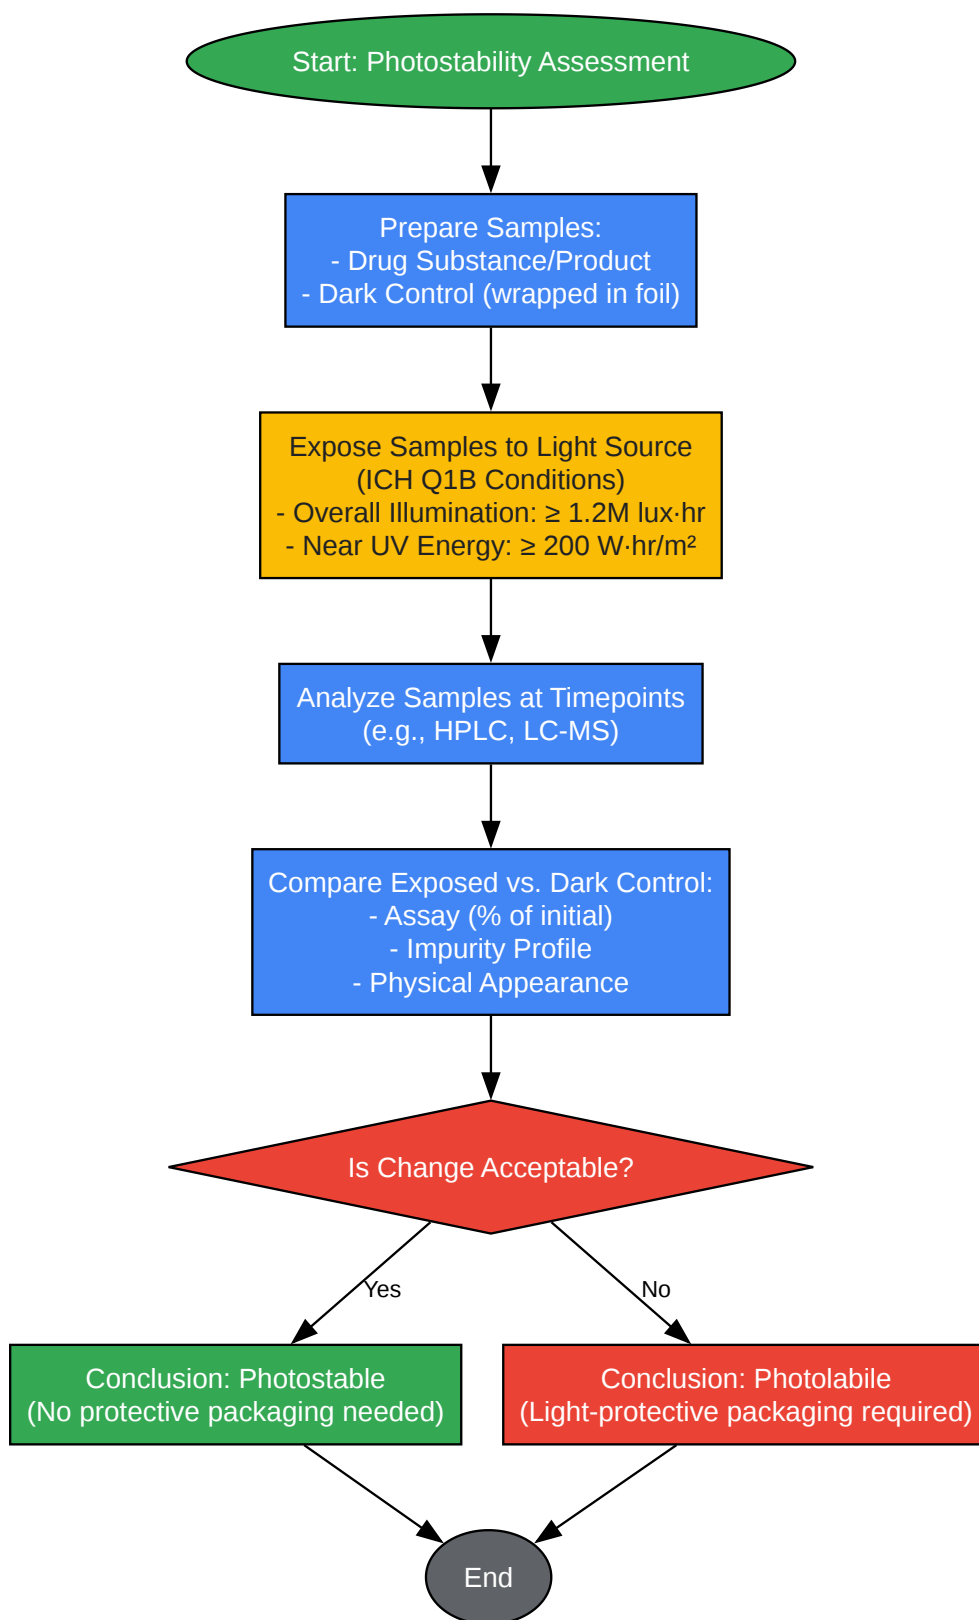 Start: Photostability Assessment
Prepare Samples:
- Drug Substance/Product
- Dark Control (wrapped in foil)
Expose Samples to Light Source
(ICH Q1B Conditions)
- Overall Illumination: ≥ 1.2M lux·hr
- Near UV Energy: ≥ 200 W·hr/m²
Analyze Samples at Timepoints
(e.g., HPLC, LC-MS)
Compare Exposed vs. Dark Control:
- Assay (% of initial)
- Impurity Profile
- Physical Appearance
Is Change Acceptable?
Yes
No
Conclusion: Photostable
(No protective packaging needed)
Conclusion: Photolabile
(Light-protective packaging required)
End